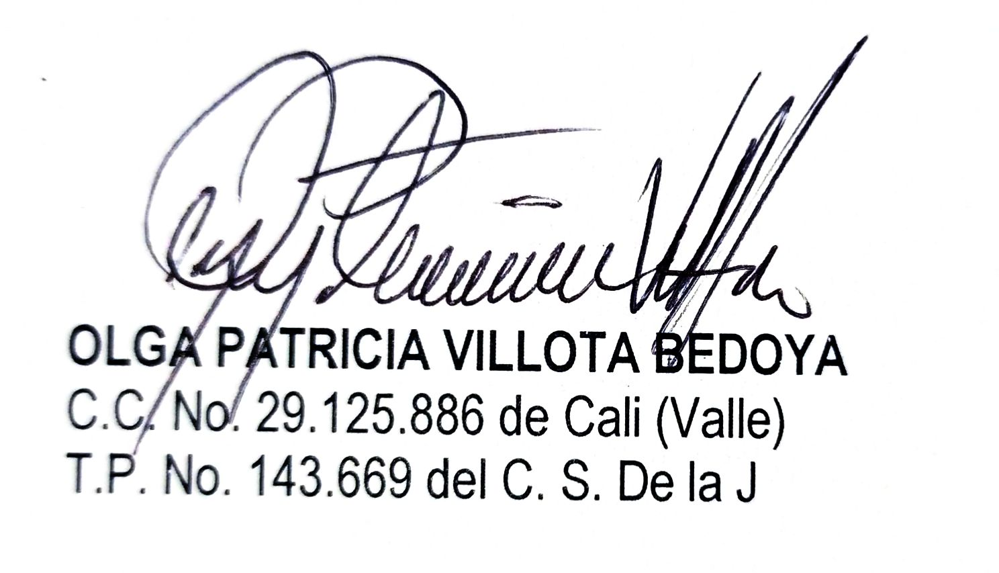 OLGA PATRICIA VILLOTA BEDOYA
C.C. No. 29.125.886 de Cali (Valle)
T.P. No. 143.669 del C. S. De la J